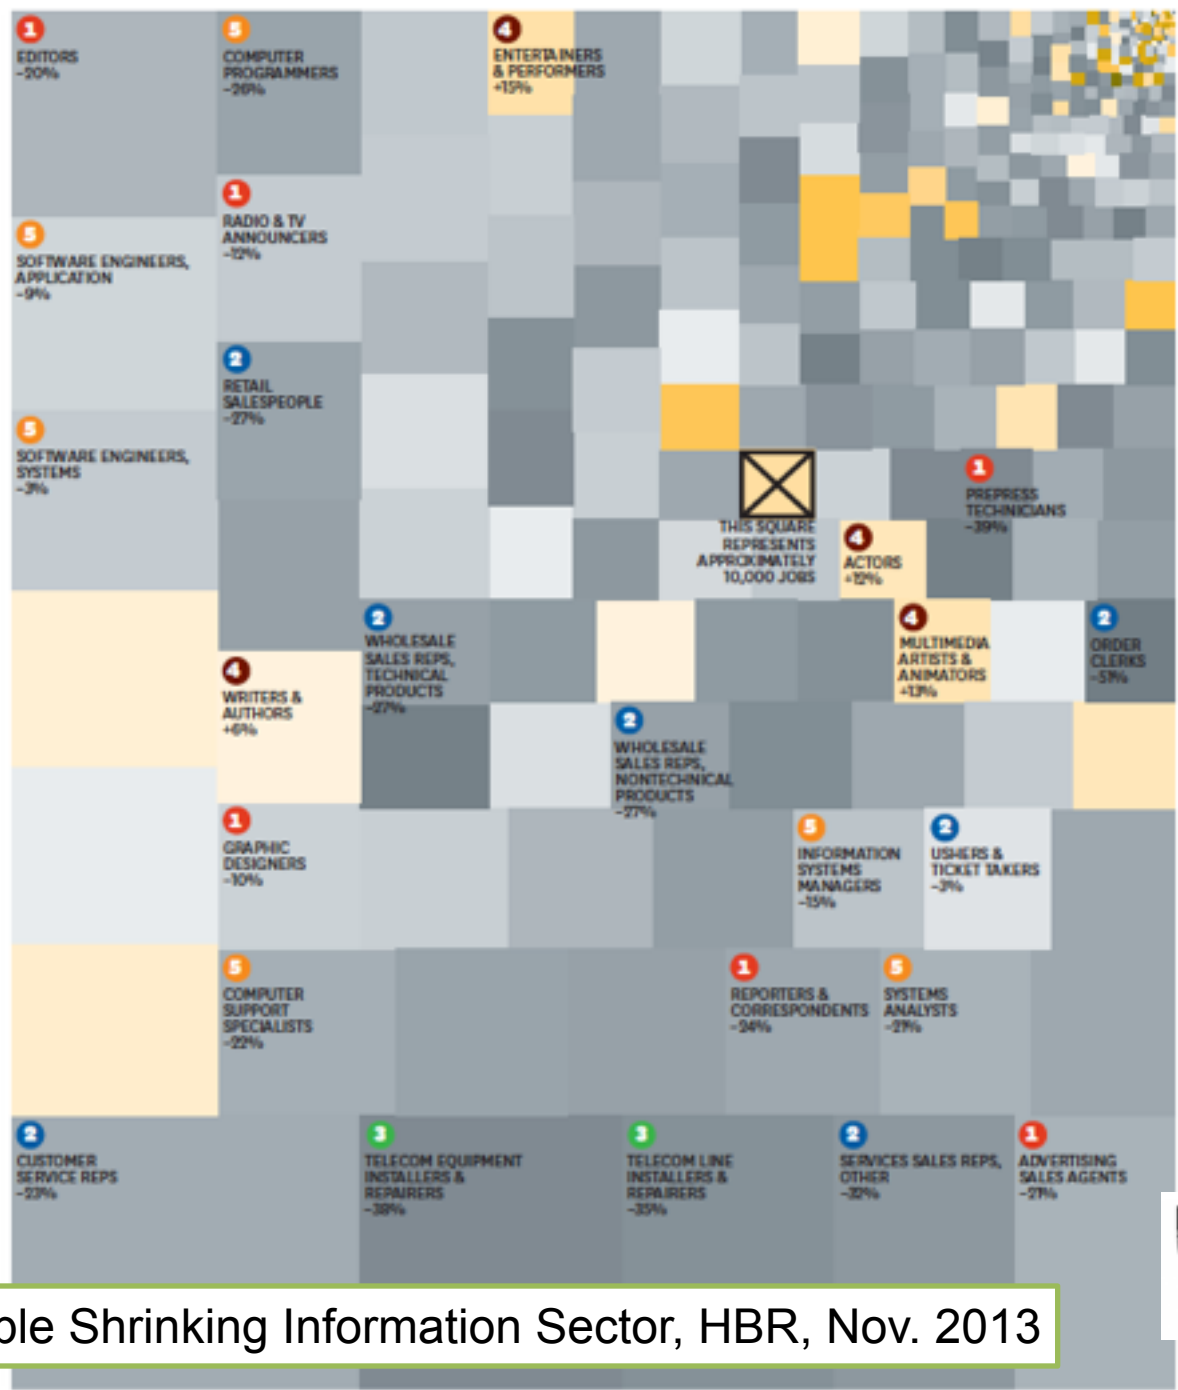 1
EDITORS
–20%
5
SOFTWARE ENGINEERS,
APPLICATION
–9%
5
SOFTWARE ENGINEERS,
SYSTEMS
–3%
5
COMPUTER
PROGRAMMERS
–26%
1
RADIO & TV
ANNOUNCERS
–12%
2
RETAIL
SALESPEOPLE
–27%
4
WRITERS &
AUTHORS
+6%
1
GRAPHIC
DESIGNERS
–10%
5
COMPUTER
SUPPORT
SPECIALISTS
–22%
4
ENTERTAINERS
& PERFORMERS
+15%
2
WHOLESALE
SALES REPS,
TECHNICAL
PRODUCTS
–27%
THIS SQUARE
REPRESENTS
APPROXIMATELY
10,000 JOBS
4
ACTORS
+12%
1
PREPRESS
TECHNICIANS
–39%
4
MULTIMEDIA
ARTISTS &
ANIMATORS
+13%
2
ORDER
CLERKS
–51%
2
WHOLESALE
SALES REPS,
NONTECHNICAL
PRODUCTS
–27%
5
INFORMATION
SYSTEMS
MANAGERS
–15%
2
USHERS &
TICKET TAKERS
–3%
1
REPORTERS &
CORRESPONDENTS
–24%
5
SYSTEMS
ANALYSTS
–21%
2
CUSTOMER
SERVICE REPS
–23%
3
TELECOM EQUIPMENT
INSTALLERS &
REPAIRERS
–38%
3
TELECOM LINE
INSTALLERS &
REPAIRERS
–35%
2
SERVICES SALES REPS,
OTHER
–32%
1
ADVERTISING
SALES AGENTS
–21%
ble Shrinking Information Sector, HBR, Nov. 2013